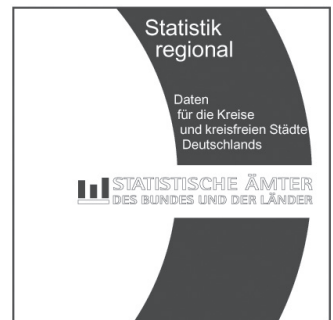 Statistik
regional
Daten
für die Kreise
und kreisfreien Städte
Deutschlands
STATISTISCHE ÄMTER
DES BUNDES UND DER LÄNDER